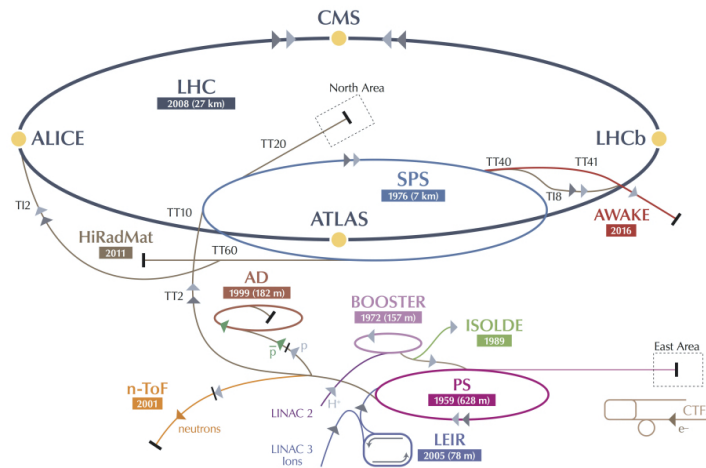 CMS
LHC
2008 (27 km)
North Area
ALICE
LHCb
TT20
TT40
TT41
SPS
1976 (7 km)
TI8
TI2
TT10
ATLAS
AWAKE
2016
HiRadMat
2011
TT60
AD
1999 (182 m)
TT2
BOOSTER
1972 (157 m)
ISOLDE
1989
p
p̅
East Area
n-ToF
2001
PS
1959 (628 m)
H⁺
LINAC 2
neutrons
CTF
e-
LINAC 3
Ions
LEIR
2005 (78 m)